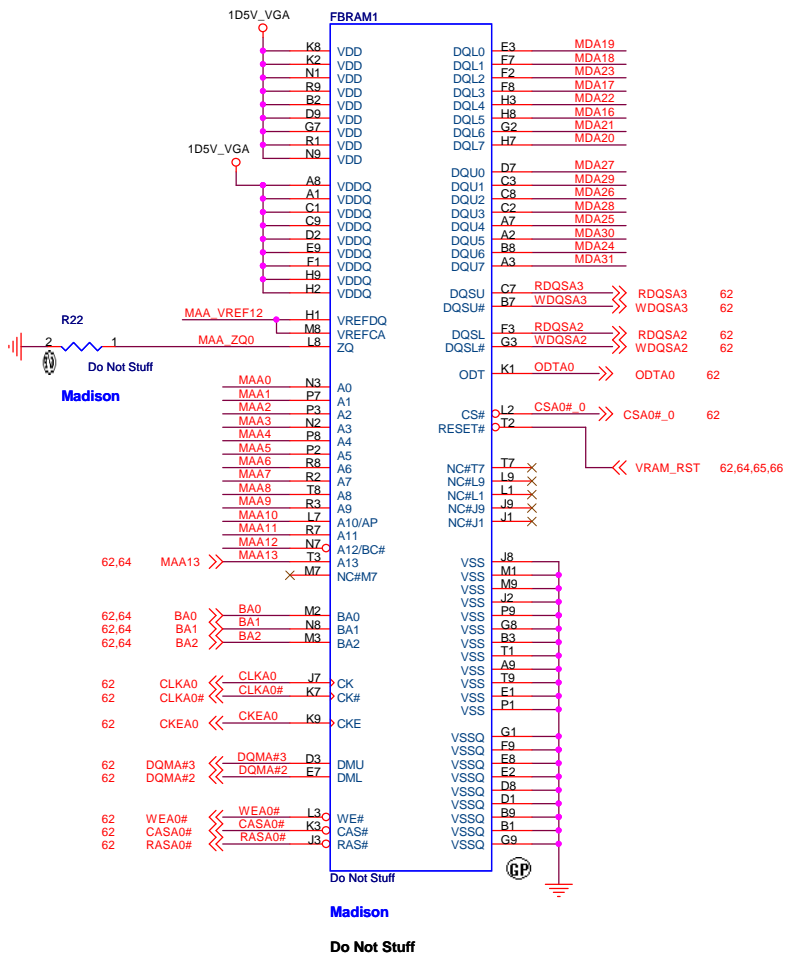 1D5V_VGA
FBRAM1
K8 VDD
K2 VDD
N1 VDD
R9 VDD
B2 VDD
D9 VDD
G7 VDD
R1 VDD
N9 VDD
1D5V_VGA
A8 VDDQ
A1 VDDQ
C1 VDDQ
C9 VDDQ
D2 VDDQ
E9 VDDQ
F1 VDDQ
H9 VDDQ
H2 VDDQ
MAA_VREF12 H1 VREFDQ
M8 VREFCA
R22
2 1 MAA_ZQ0 L8 ZQ
Do Not Stuff
Madison
MAA0 N3 A0
MAA1 P7 A1
MAA2 P3 A2
MAA3 N2 A3
MAA4 P8 A4
MAA5 P2 A5
MAA6 R8 A6
MAA7 R2 A7
MAA8 T8 A8
MAA9 R3 A9
MAA10 L7 A10/AP
MAA11 R7 A11
MAA12 N7 A12/BC#
62,64 MAA13 MAA13 T3 A13
M7 NC#M7
62,64 BA0 BA0 M2 BA0
62,64 BA1 BA1 N8 BA1
62,64 BA2 BA2 M3 BA2
62 CLKA0 CLKA0 J7 CK
62 CLKA0# CLKA0# K7 CK#
62 CKEA0 CKEA0 K9 CKE
62 DQMA#3 DQMA#3 D3 DMU
62 DQMA#2 DQMA#2 E7 DML
62 WEA0# WEA0# L3 WE#
62 CASA0# CASA0# K3 CAS#
62 RASA0# RASA0# J3 RAS#
DQL0 E3 MDA19
DQL1 F7 MDA18
DQL2 F2 MDA23
DQL3 F8 MDA17
DQL4 H3 MDA22
DQL5 H8 MDA16
DQL6 G2 MDA21
DQL7 H7 MDA20
DQU0 D7 MDA27
DQU1 C3 MDA29
DQU2 C8 MDA26
DQU3 C2 MDA28
DQU4 A7 MDA25
DQU5 A2 MDA30
DQU6 B8 MDA24
DQU7 A3 MDA31
DQSU C7 RDQSA3 RDQSA3 62
DQSU# B7 WDQSA3 WDQSA3 62
DQSL F3 RDQSA2 RDQSA2 62
DQSL# G3 WDQSA2 WDQSA2 62
ODT K1 ODTA0 ODTA0 62
CS# L2 CSA0#_0 CSA0#_0 62
RESET# T2
VRAM_RST 62,64,65,66
NC#T7 T7
NC#L9 L9
NC#L1 L1
NC#J9 J9
NC#J1 J1
VSS J8
VSS M1
VSS M9
VSS J2
VSS P9
VSS G8
VSS B3
VSS T1
VSS A9
VSS T9
VSS E1
VSS P1
VSSQ G1
VSSQ F9
VSSQ E8
VSSQ E2
VSSQ D8
VSSQ D1
VSSQ B9
VSSQ B1
VSSQ G9
GP
Do Not Stuff
Madison
Do Not Stuff